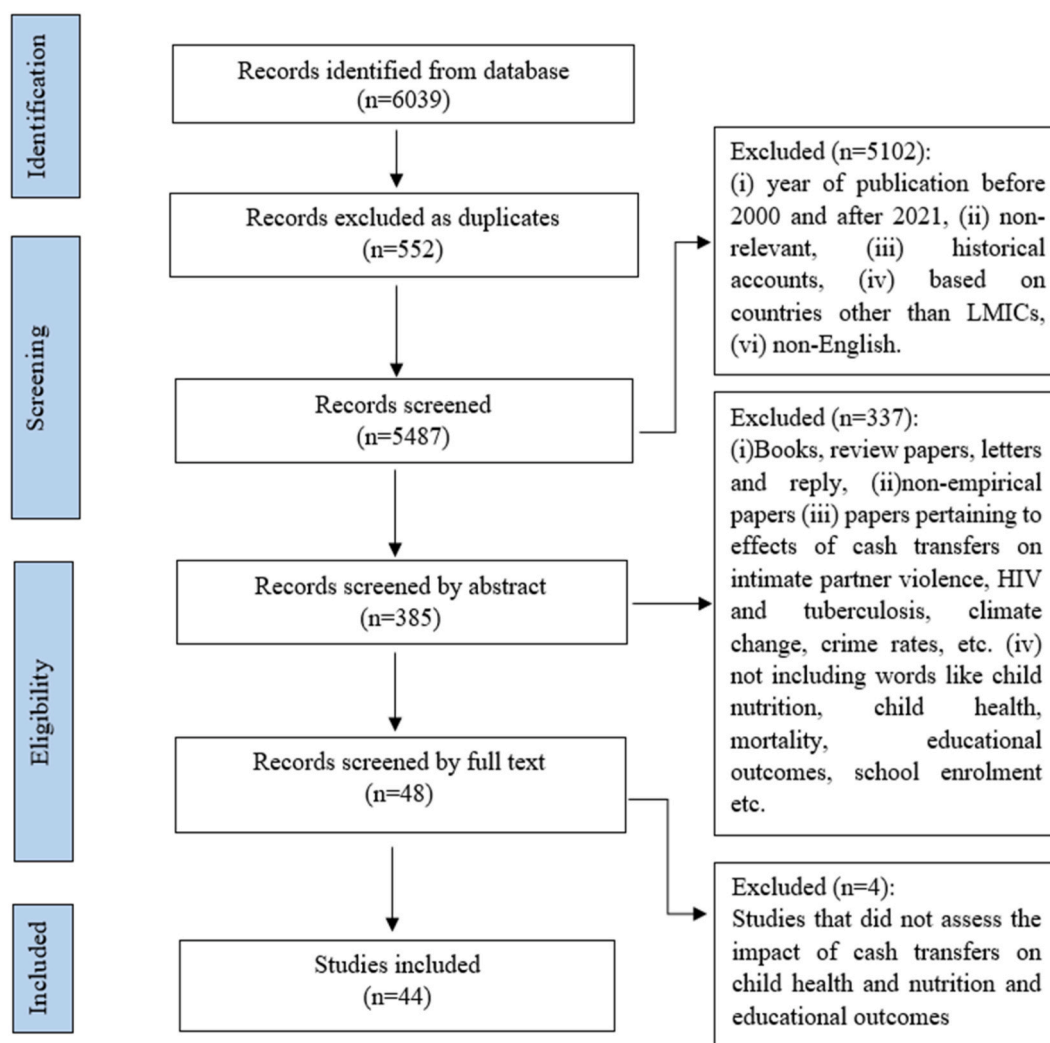 Identification
Records identified from database
(n=6039)
Records excluded as duplicates
(n=552)
Excluded (n=5102):
(i) year of publication before
2000 and after 2021, (ii) non-
relevant, (iii) historical
accounts, (iv) based on
countries other than LMICs,
(vi) non-English.
Screening
Records screened
(n=5487)
Excluded (n=337):
(i)Books, review papers, letters
and reply, (ii)non-empirical
papers (iii) papers pertaining to
effects of cash transfers on
intimate partner violence, HIV
and tuberculosis, climate
change, crime rates, etc. (iv)
not including words like child
nutrition, child health,
mortality, educational
outcomes, school enrolment
etc.
Eligibility
Records screened by abstract
(n=385)
Records screened by full text
(n=48)
Excluded (n=4):
Studies that did not assess the
impact of cash transfers on
child health and nutrition and
educational outcomes
Included
Studies included
(n=44)